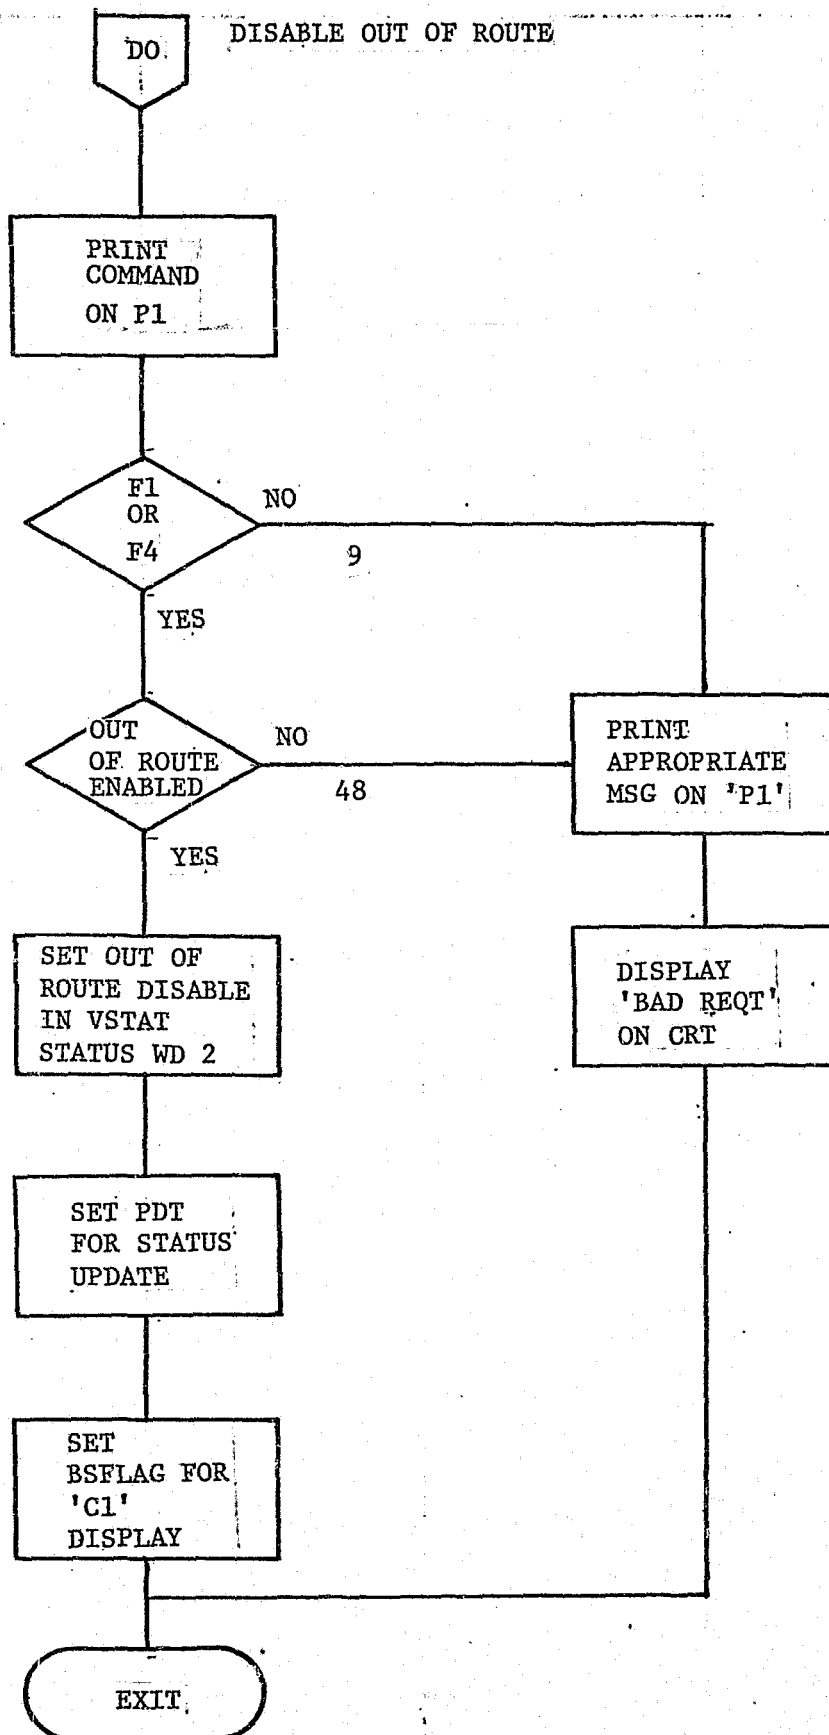 DO
DISABLE OUT OF ROUTE
PRINT
COMMAND
ON P1
F1
OR
F4
NO
9
YES
OUT
OF ROUTE
ENABLED
NO
48
YES
PRINT
APPROPRIATE
MSG ON 'P1'
SET OUT OF
ROUTE DISABLE
IN VSTAT
STATUS WD 2
DISPLAY
'BAD REQT'
ON CRT
SET PDT
FOR STATUS
UPDATE
SET
BSFLAG FOR
'C1'
DISPLAY
EXIT